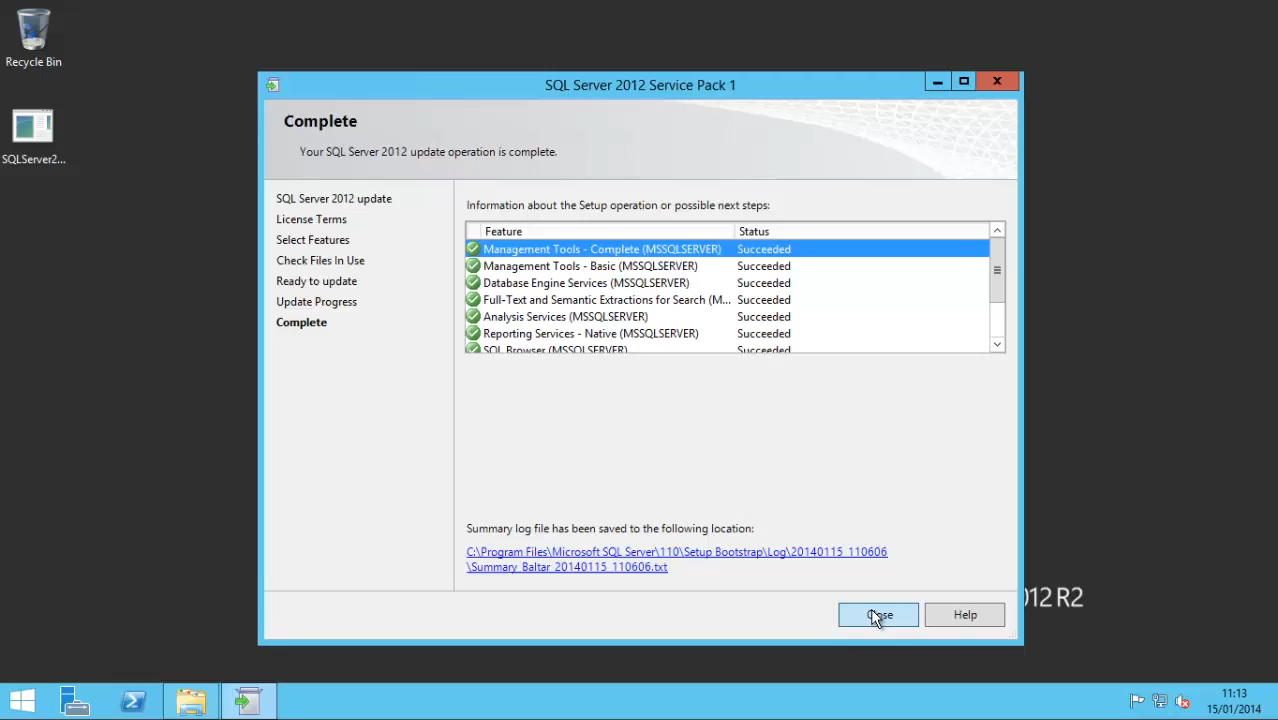 Recycle Bin
SQLServer2...
SQL Server 2012 Service Pack 1
Complete
Your SQL Server 2012 update operation is complete.
SQL Server 2012 update
License Terms
Select Features
Check Files In Use
Ready to update
Update Progress
Complete
Information about the Setup operation or possible next steps:
Feature Status
Management Tools - Complete (MSSQLSERVER) Succeeded
Management Tools - Basic (MSSQLSERVER) Succeeded
Database Engine Services (MSSQLSERVER) Succeeded
Full-Text and Semantic Extractions for Search (M... Succeeded
Analysis Services (MSSQLSERVER) Succeeded
Reporting Services - Native (MSSQLSERVER) Succeeded
SQL Browser (MSSQLSERVER) Succeeded
Summary log file has been saved to the following location:
C:\Program Files\Microsoft SQL Server\110\Setup Bootstrap\Log\20140115_110606
\Summary_Baltar_20140115_110606.txt
Close Help
012 R2
11:13
15/01/2014